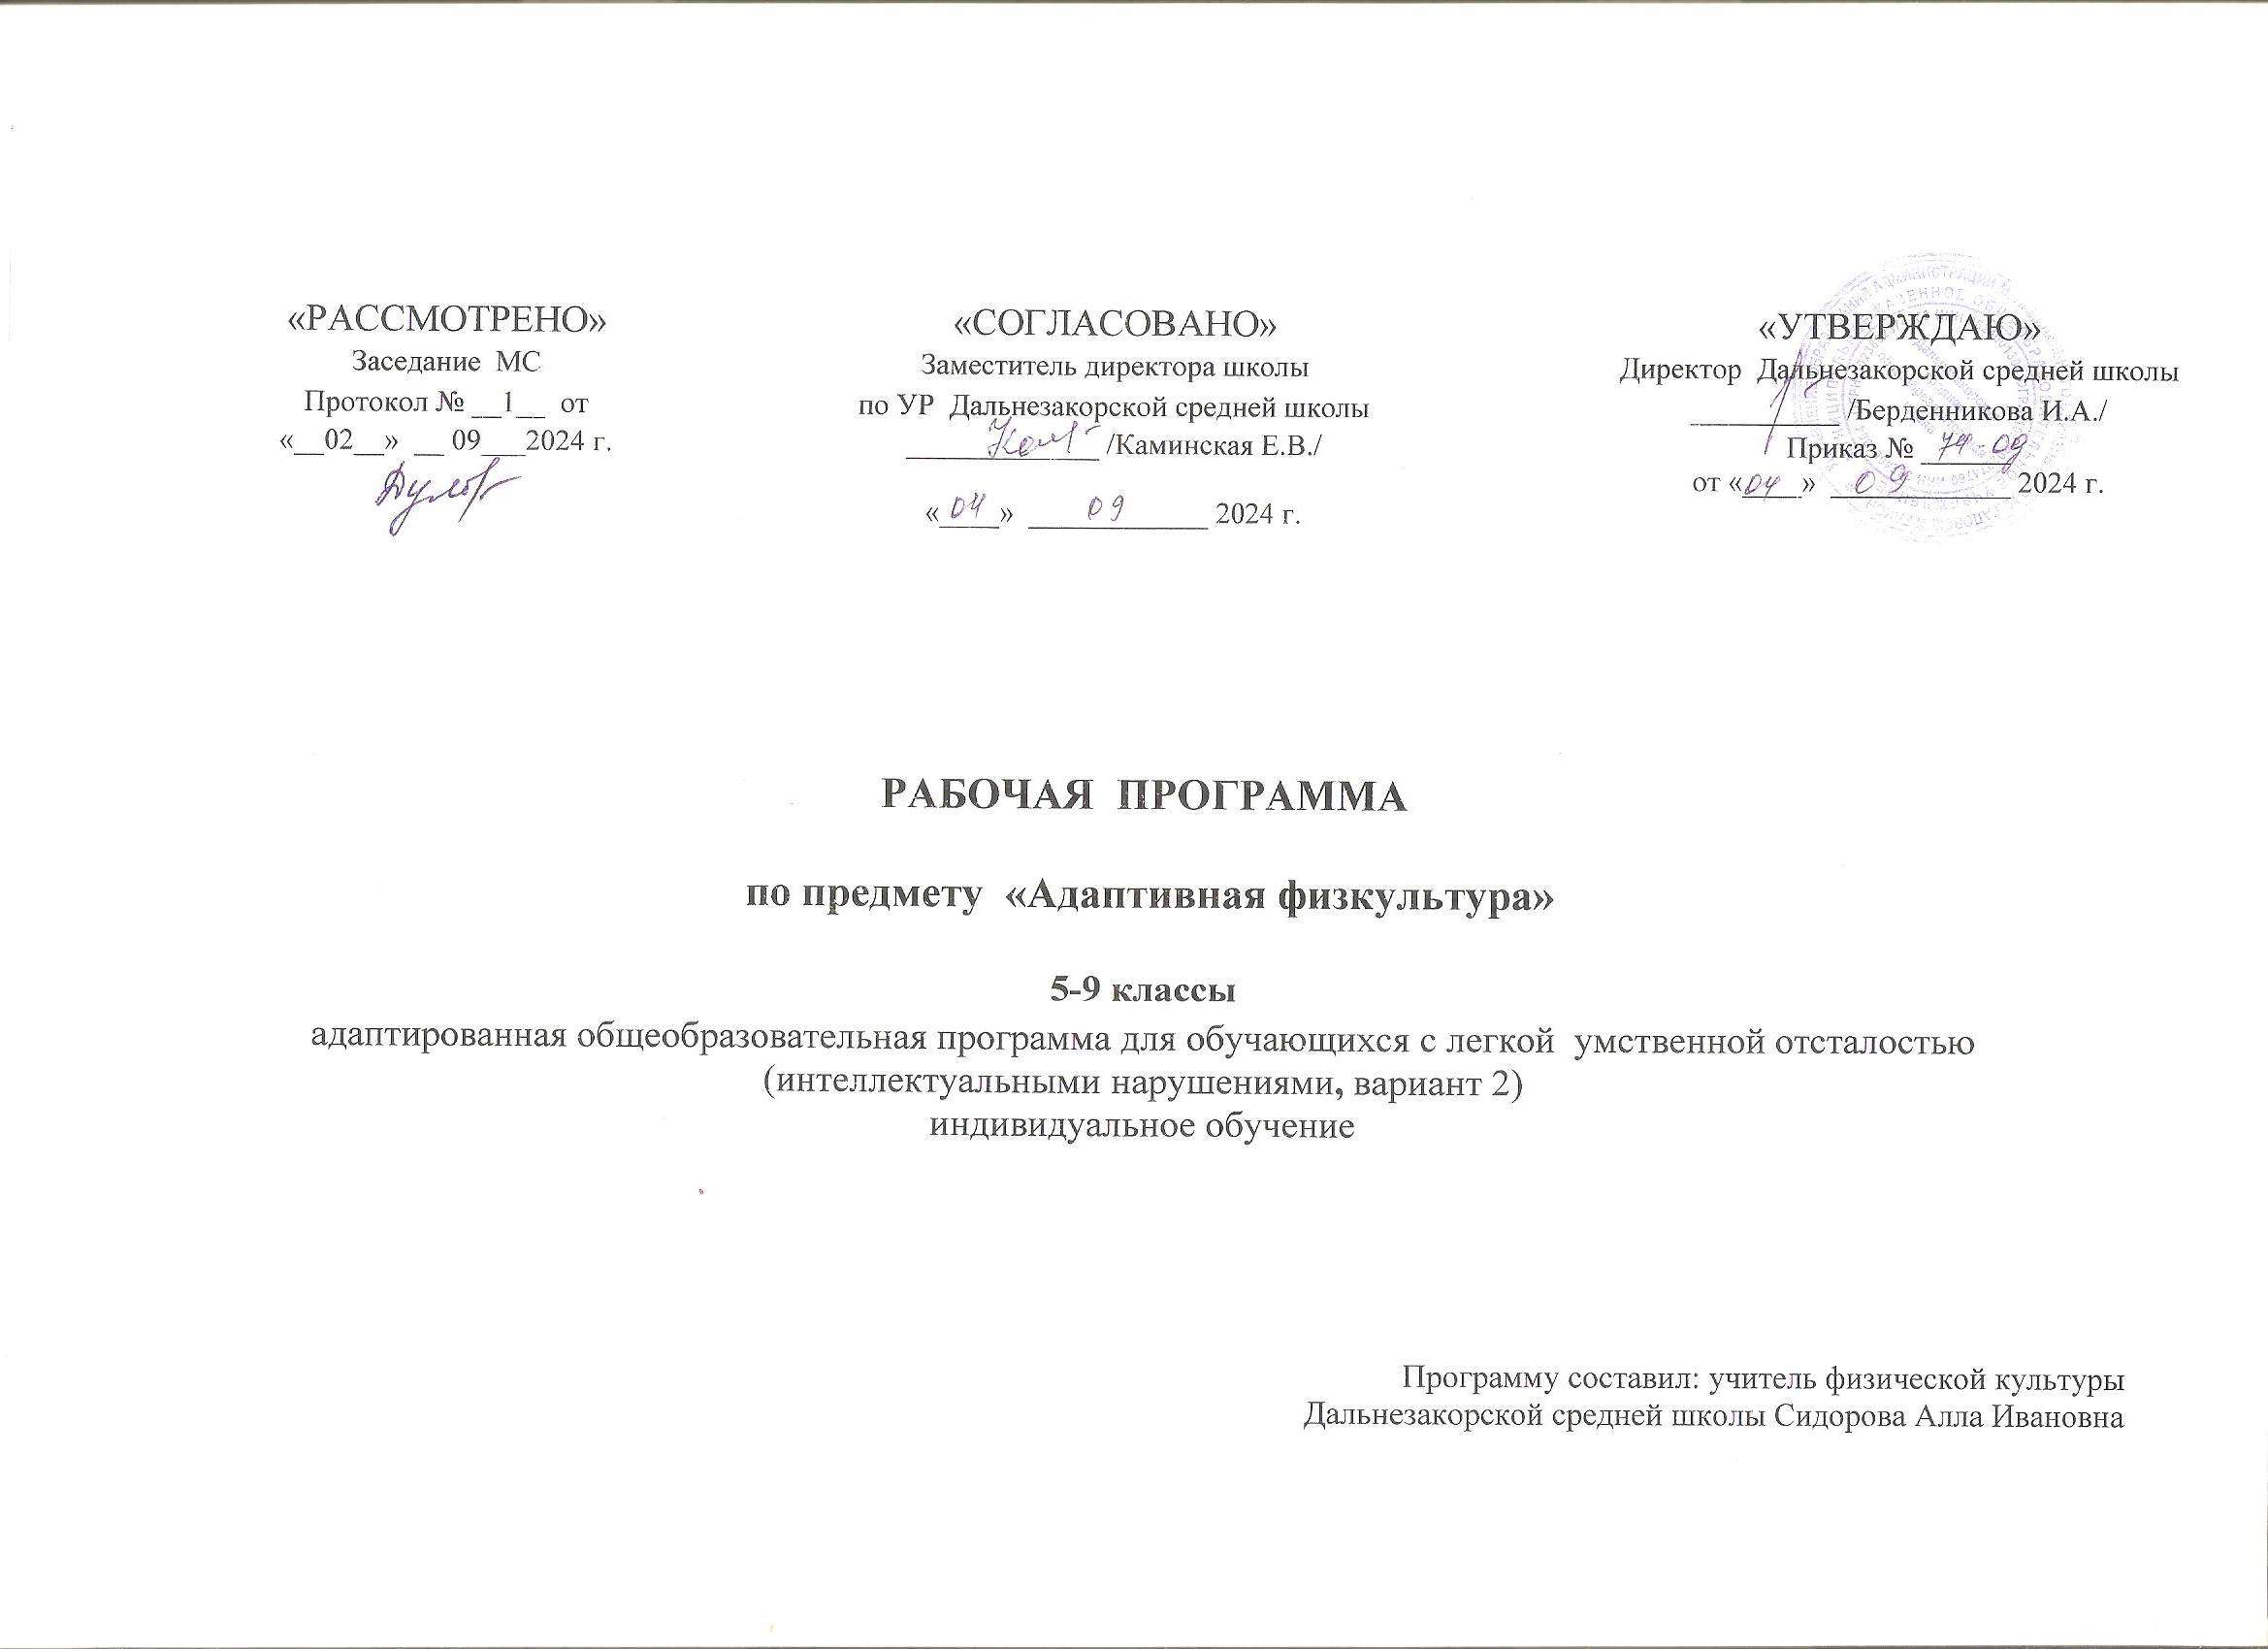 «РАССМОТРЕНО»
Заседание МС
Протокол № __1__ от
«__02__» __ 09___2024 г.
«СОГЛАСОВАНО»
Заместитель директора школы
по УР Дальнезакорской средней школы
_____________ /Каминская Е.В./
«04» 09 2024 г.
«УТВЕРЖДАЮ»
Директор Дальнезакорской средней школы
__________ /Берденникова И.А./
Приказ № 74-од
от «04» 09 2024 г.
РАБОЧАЯ ПРОГРАММА
по предмету «Адаптивная физкультура»
5-9 классы
адаптированная общеобразовательная программа для обучающихся с легкой умственной отсталостью
(интеллектуальными нарушениями, вариант 2)
индивидуальное обучение
Программу составил: учитель физической культуры
Дальнезакорской средней школы Сидорова Алла Ивановна